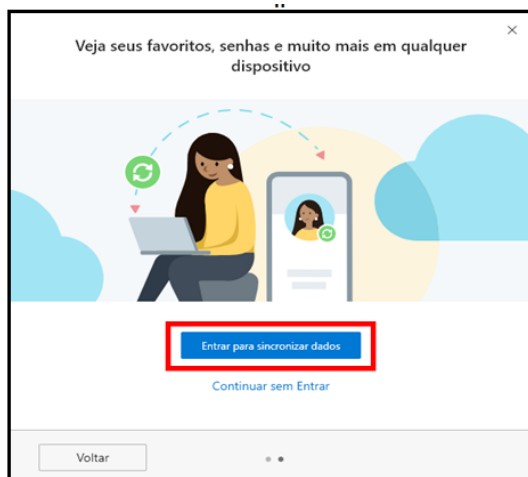 Veja seus favoritos, senhas e muito mais em qualquer
dispositivo
Entrar para sincronizar dados
Continuar sem Entrar
Voltar